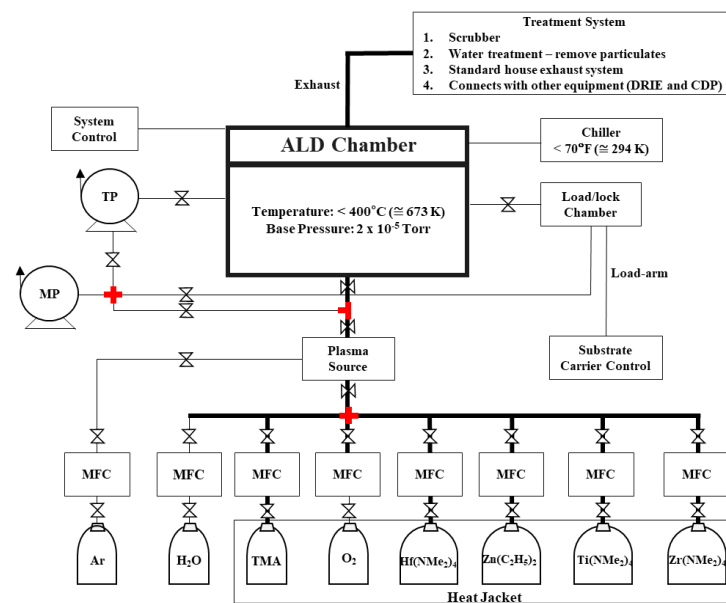 Treatment System
1. Scrubber
2. Water treatment – remove particulates
3. Standard house exhaust system
4. Connects with other equipment (DRIE and CDP)
Exhaust
System
Control
ALD Chamber
Chiller
< 70°F (≅ 294 K)
TP
Temperature: < 400°C (≅ 673 K)
Base Pressure: 2 x 10⁻⁵ Torr
Load/lock
Chamber
Load-arm
MP
Plasma
Source
Substrate
Carrier Control
MFC
MFC
MFC
MFC
MFC
MFC
MFC
MFC
Ar
H₂O
TMA
O₂
Hf(NMe₂)₄
Zn(C₂H₅)₂
Ti(NMe₂)₄
Zr(NMe₂)₄
Heat Jacket